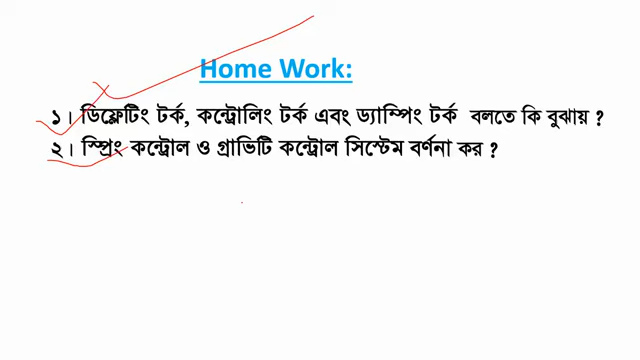 Home Work:
১। ডিফ্লেটিং টর্ক, কন্ট্রোলিং টর্ক এবং ড্যাম্পিং টর্ক বলতে কি বুঝায় ?
২। স্প্রিং কন্ট্রোল ও গ্রাভিটি কন্ট্রোল সিস্টেম বর্ণনা কর ?